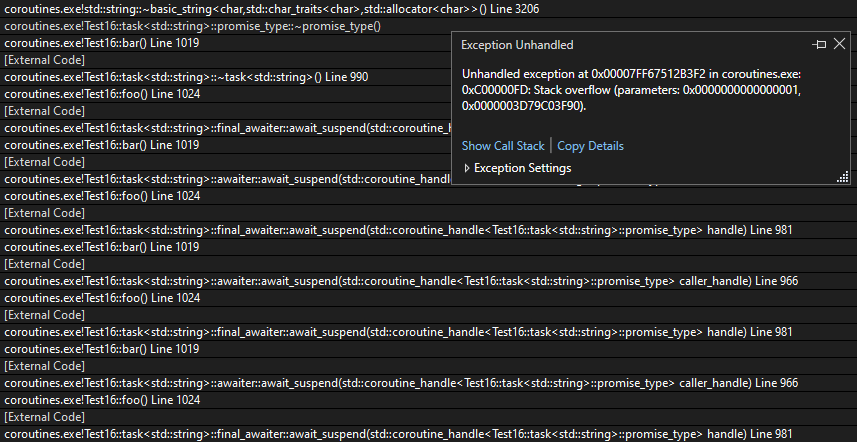 coroutines.exe!std::string::~basic_string<char,std::char_traits<char>,std::allocator<char>>() Line 3206
coroutines.exe!Test16::task<std::string>::promise_type::~promise_type()
coroutines.exe!Test16::bar() Line 1019
[External Code]
coroutines.exe!Test16::task<std::string>::~task<std::string>() Line 990
coroutines.exe!Test16::foo() Line 1024
[External Code]
coroutines.exe!Test16::task<std::string>::final_awaiter::await_suspend(std::coroutine_h
coroutines.exe!Test16::bar() Line 1019
[External Code]
coroutines.exe!Test16::task<std::string>::awaiter::await_suspend(std::coroutine_handle
coroutines.exe!Test16::foo() Line 1024
[External Code]
coroutines.exe!Test16::task<std::string>::final_awaiter::await_suspend(std::coroutine_handle<Test16::task<std::string>::promise_type> handle) Line 981
coroutines.exe!Test16::bar() Line 1019
[External Code]
coroutines.exe!Test16::task<std::string>::awaiter::await_suspend(std::coroutine_handle<Test16::task<std::string>::promise_type> caller_handle) Line 966
coroutines.exe!Test16::foo() Line 1024
[External Code]
coroutines.exe!Test16::task<std::string>::final_awaiter::await_suspend(std::coroutine_handle<Test16::task<std::string>::promise_type> handle) Line 981
coroutines.exe!Test16::bar() Line 1019
[External Code]
coroutines.exe!Test16::task<std::string>::awaiter::await_suspend(std::coroutine_handle<Test16::task<std::string>::promise_type> caller_handle) Line 966
coroutines.exe!Test16::foo() Line 1024
[External Code]
coroutines.exe!Test16::task<std::string>::final_awaiter::await_suspend(std::coroutine_handle<Test16::task<std::string>::promise_type> handle) Line 981
Exception Unhandled
Unhandled exception at 0x00007FF67512B3F2 in coroutines.exe:
0xC00000FD: Stack overflow (parameters: 0x0000000000000001,
0x0000003D79C03F90).
Show Call Stack | Copy Details
Exception Settings